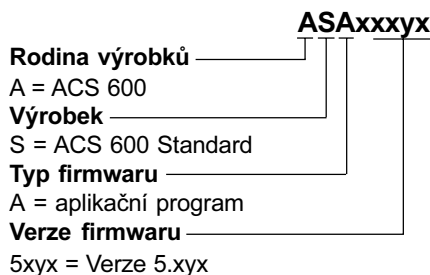 ASAxxxyx
Rodina výrobků
A = ACS 600
Výrobek
S = ACS 600 Standard
Typ firmwaru
A = aplikační program
Verze firmwaru
5xyx = Verze 5.xyx